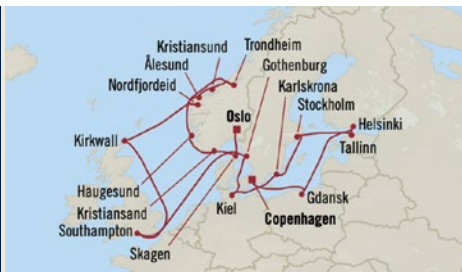 Kristiansund
Trondheim
Ålesund
Gothenburg
Nordfjordeid
Karlskrona
Stockholm
Oslo
Helsinki
Kirkwall
Tallinn
Haugesund
Gdansk
Kristiansand
Kiel
Southampton
Copenhagen
Skagen